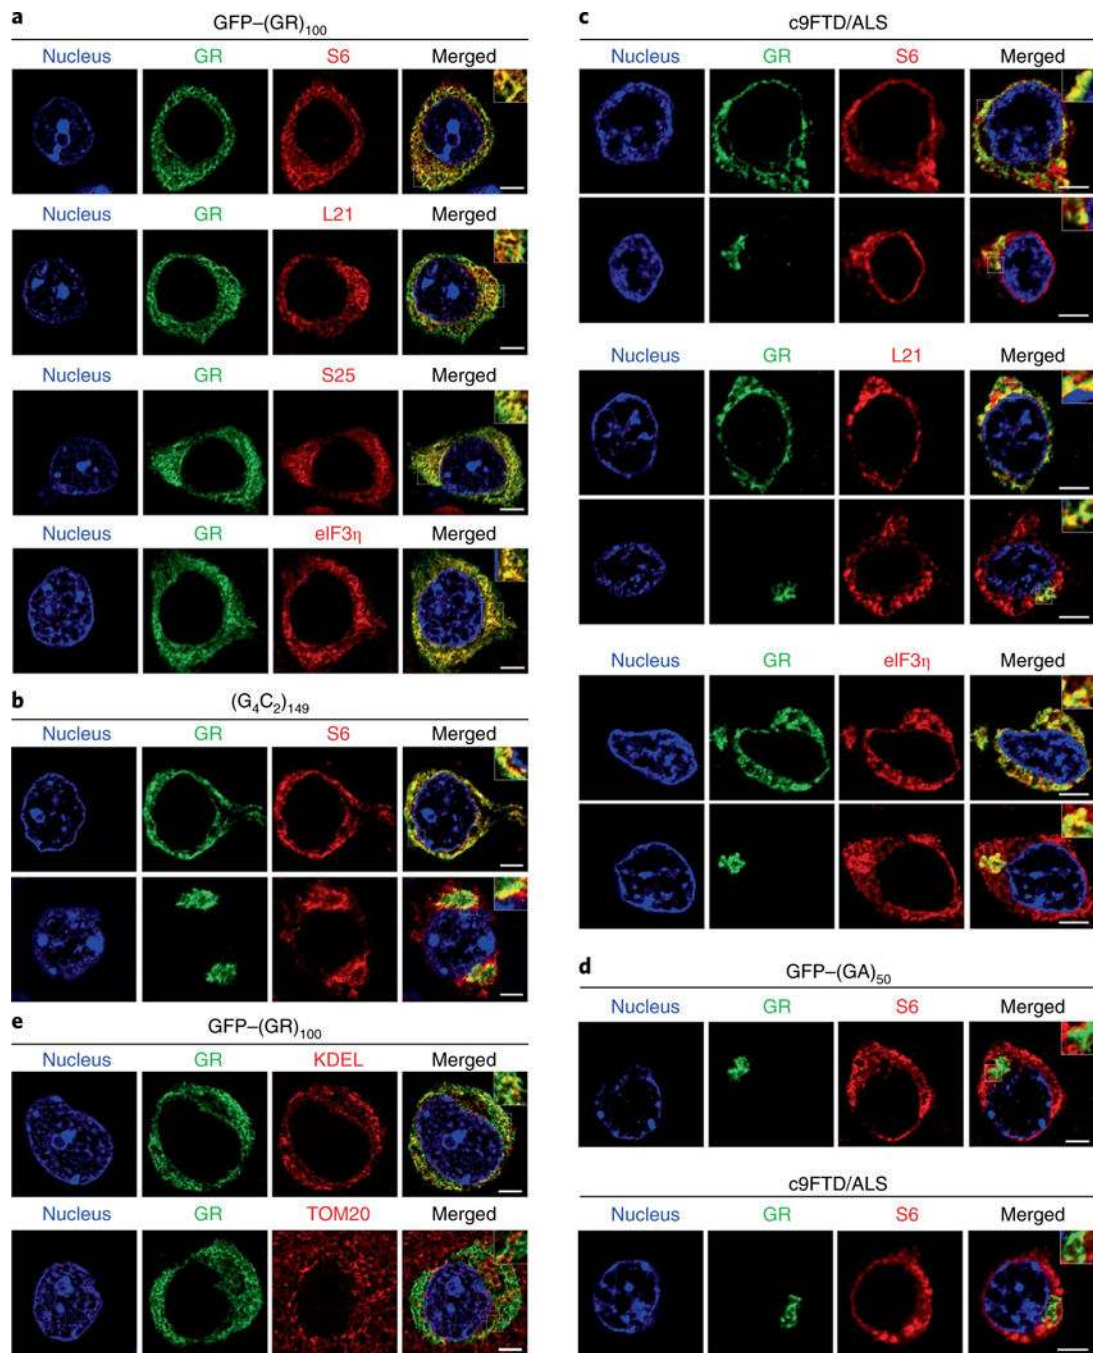 a
GFP–(GR)100
Nucleus GR S6 Merged
Nucleus GR L21 Merged
Nucleus GR S25 Merged
Nucleus GR eIF3η Merged
b
(G4C2)149
Nucleus GR S6 Merged
e
GFP–(GR)100
Nucleus GR KDEL Merged
Nucleus GR TOM20 Merged
c
c9FTD/ALS
Nucleus GR S6 Merged
Nucleus GR L21 Merged
Nucleus GR eIF3η Merged
d
GFP–(GA)50
Nucleus GR S6 Merged
c9FTD/ALS
Nucleus GR S6 Merged